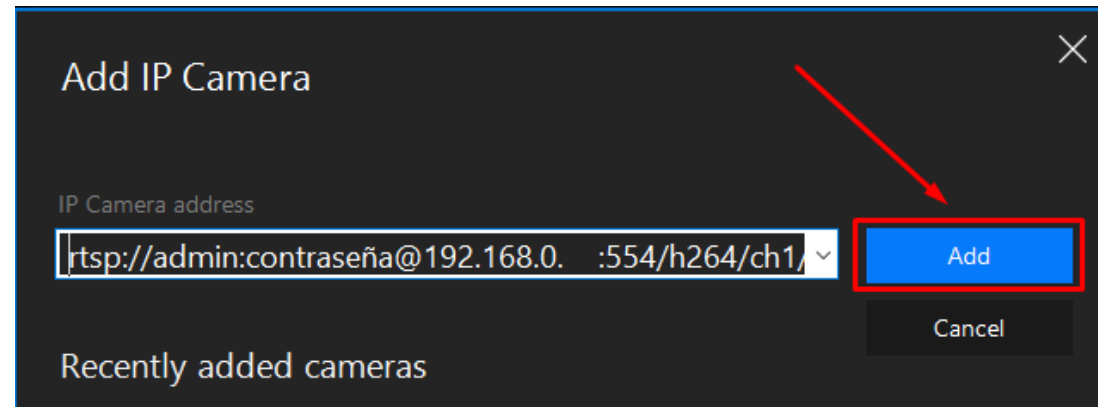 Add IP Camera
IP Camera address
rtsp://admin:contraseña@192.168.0. :554/h264/ch1/
Add
Cancel
Recently added cameras